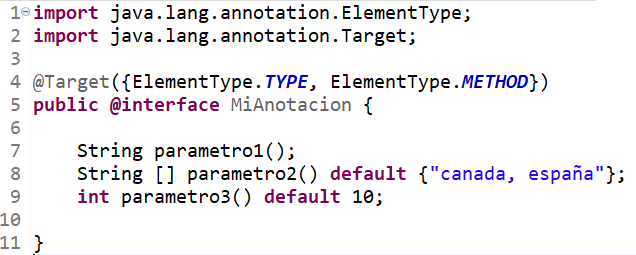 1 import java.lang.annotation.ElementType;
2 import java.lang.annotation.Target;
3
4 @Target({ElementType.TYPE, ElementType.METHOD})
5 public @interface MiAnotacion {
6
7     String parametro1();
8     String [] parametro2() default {"canada, españa"};
9     int parametro3() default 10;
10
11 }